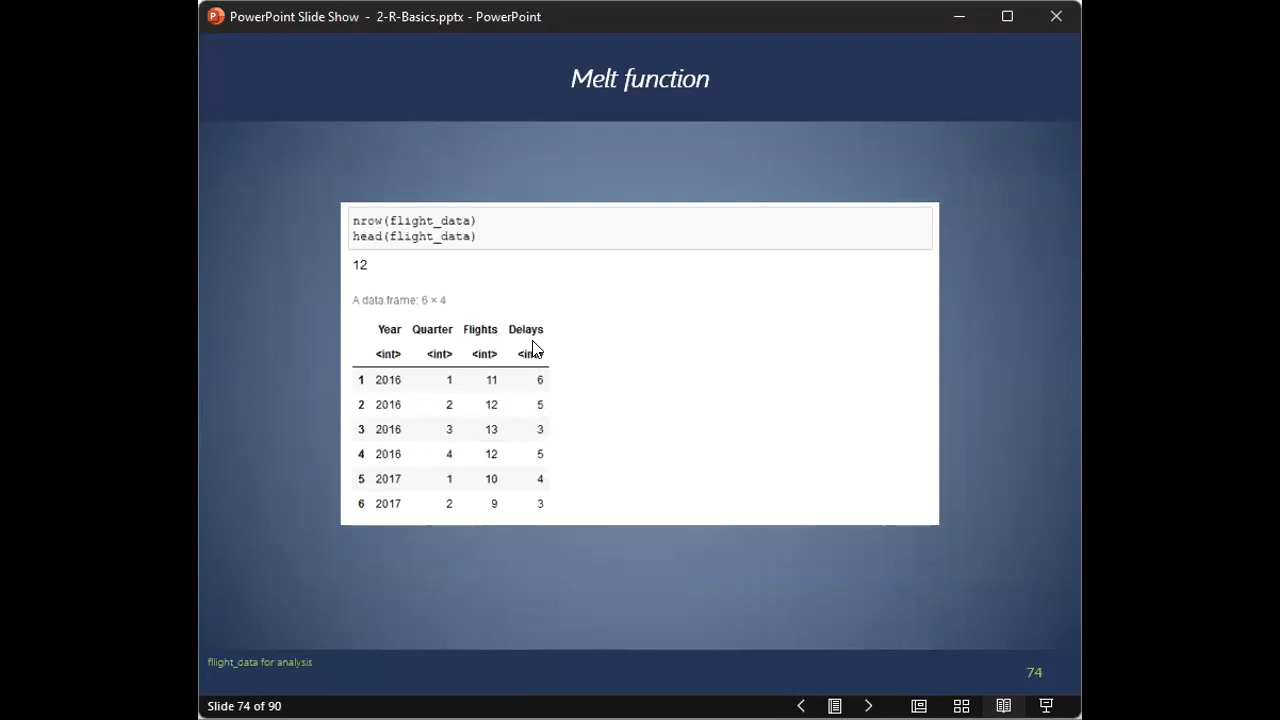 PowerPoint Slide Show - 2-R-Basics.pptx - PowerPoint
Melt function
nrow(flight_data)
head(flight_data)
12
A data.frame: 6 × 4
Year Quarter Flights Delays
<int> <int> <int> <int>
1 2016 1 11 6
2 2016 2 12 5
3 2016 3 13 3
4 2016 4 12 5
5 2017 1 10 4
6 2017 2 9 3
fllight_data for analysis
74
Slide 74 of 90